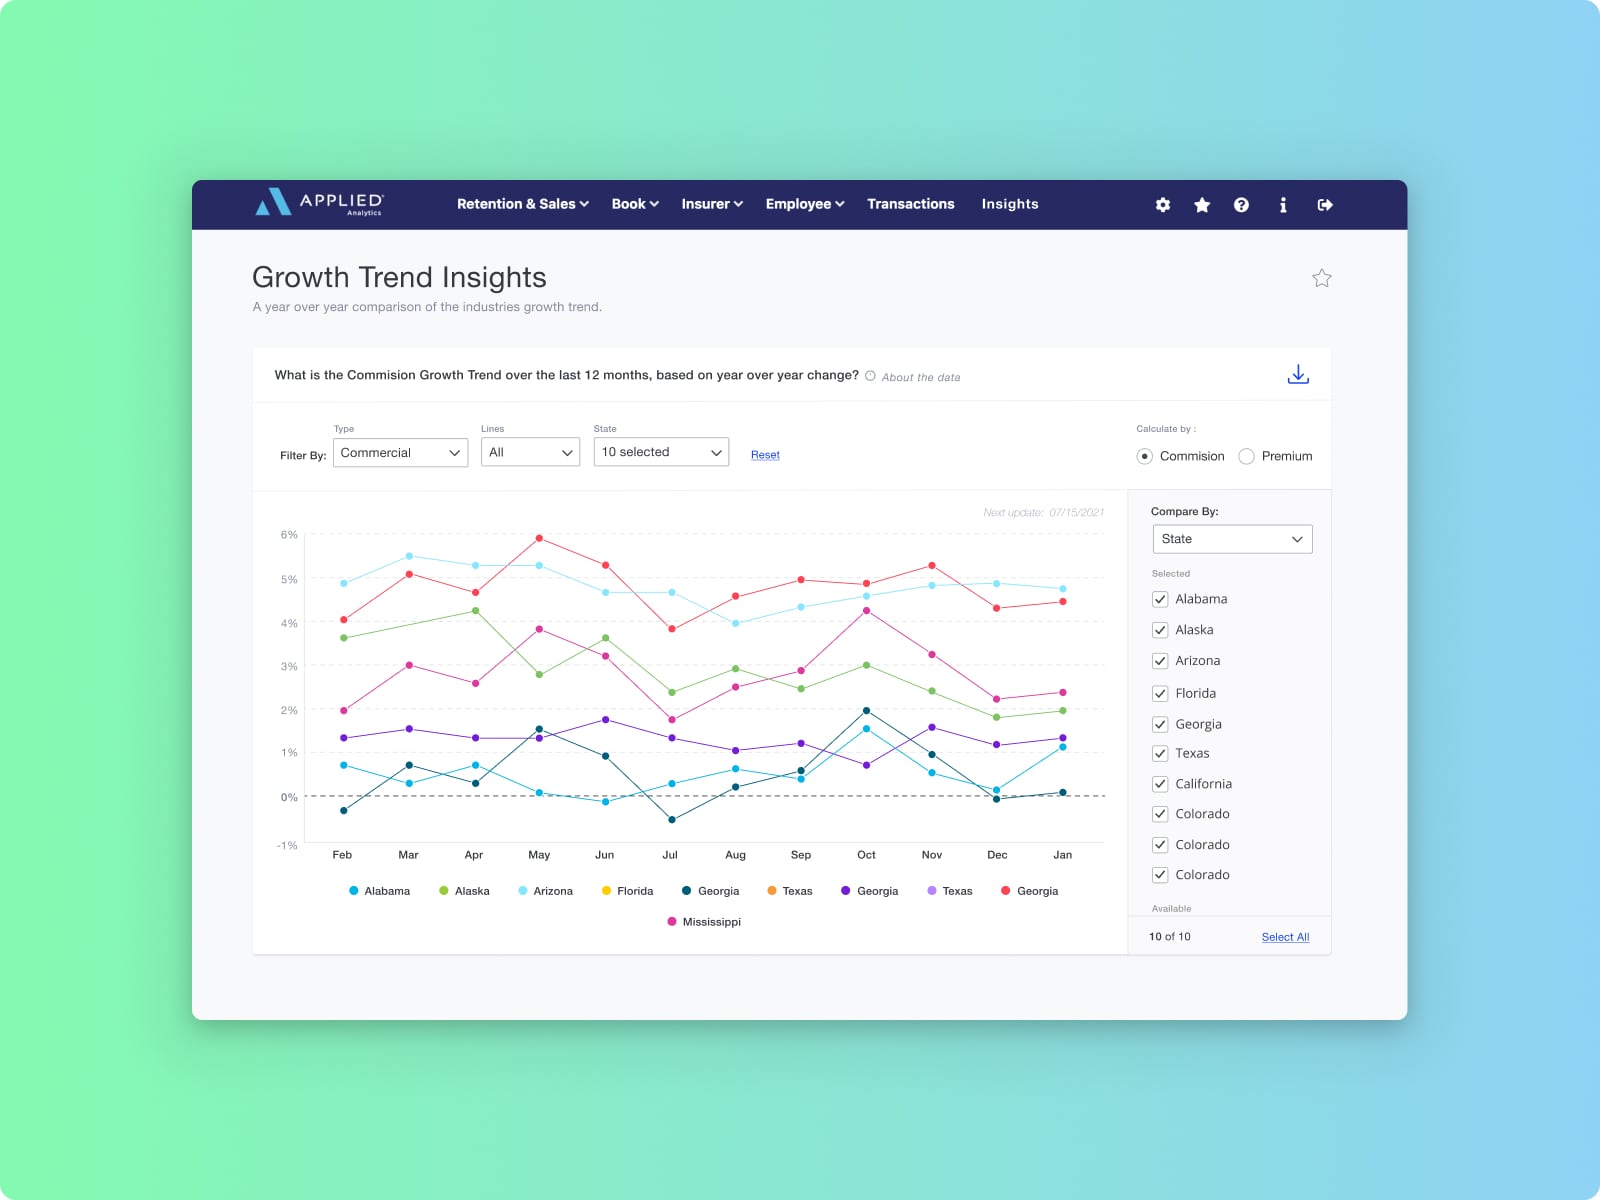 APPLIED®
Analytics
Retention & Sales Book Insurer Employee Transactions Insights
Growth Trend Insights
A year over year comparison of the industries growth trend.
What is the Commision Growth Trend over the last 12 months, based on year over year change? About the data
Type Lines State Calculate by :
Filter By: Commercial All 10 selected Reset Commision Premium
Next update: 07/15/2021
Compare By:
State
Selected
Alabama
Alaska
Arizona
Florida
Georgia
Texas
California
Colorado
Colorado
Colorado
Available
10 of 10 Select All
6%
5%
4%
3%
2%
1%
0%
-1%
Feb Mar Apr May Jun Jul Aug Sep Oct Nov Dec Jan
Alabama Alaska Arizona Florida Georgia Texas Georgia Texas Georgia
Mississippi